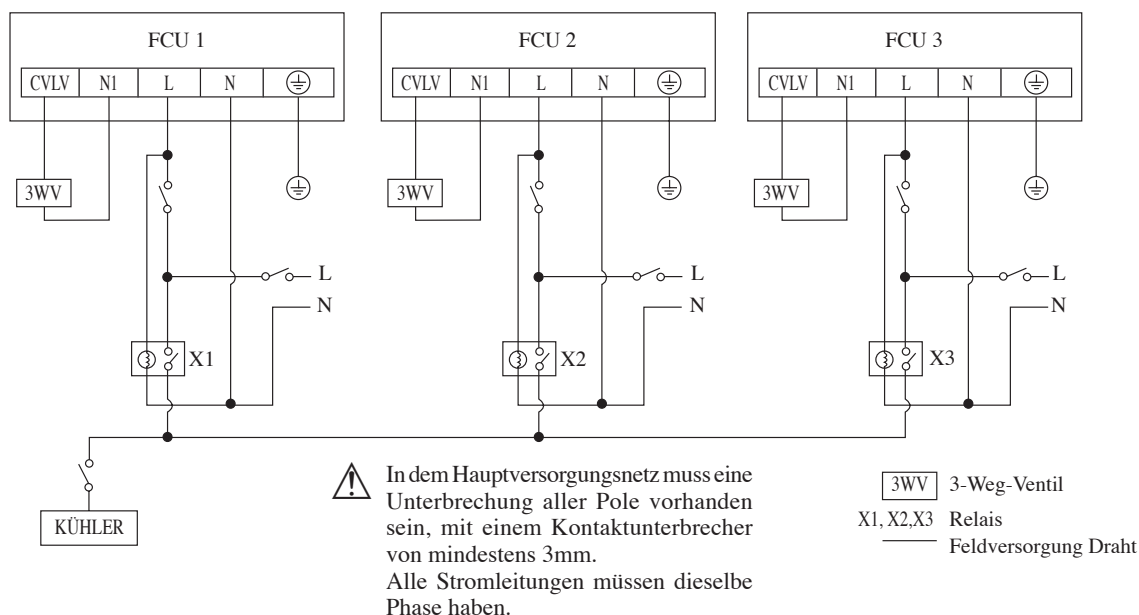 FCU 1
FCU 2
FCU 3
CVLV N1 L N
CVLV N1 L N
CVLV N1 L N
3WV
3WV
3WV
L
N
L
N
L
N
X1
X2
X3
KÜHLER
In dem Hauptversorgungsnetz muss eine
Unterbrechung aller Pole vorhanden
sein, mit einem Kontaktunterbrecher
von mindestens 3mm.
Alle Stromleitungen müssen dieselbe
Phase haben.
3WV 3-Weg-Ventil
X1, X2,X3 Relais
Feldversorgung Draht